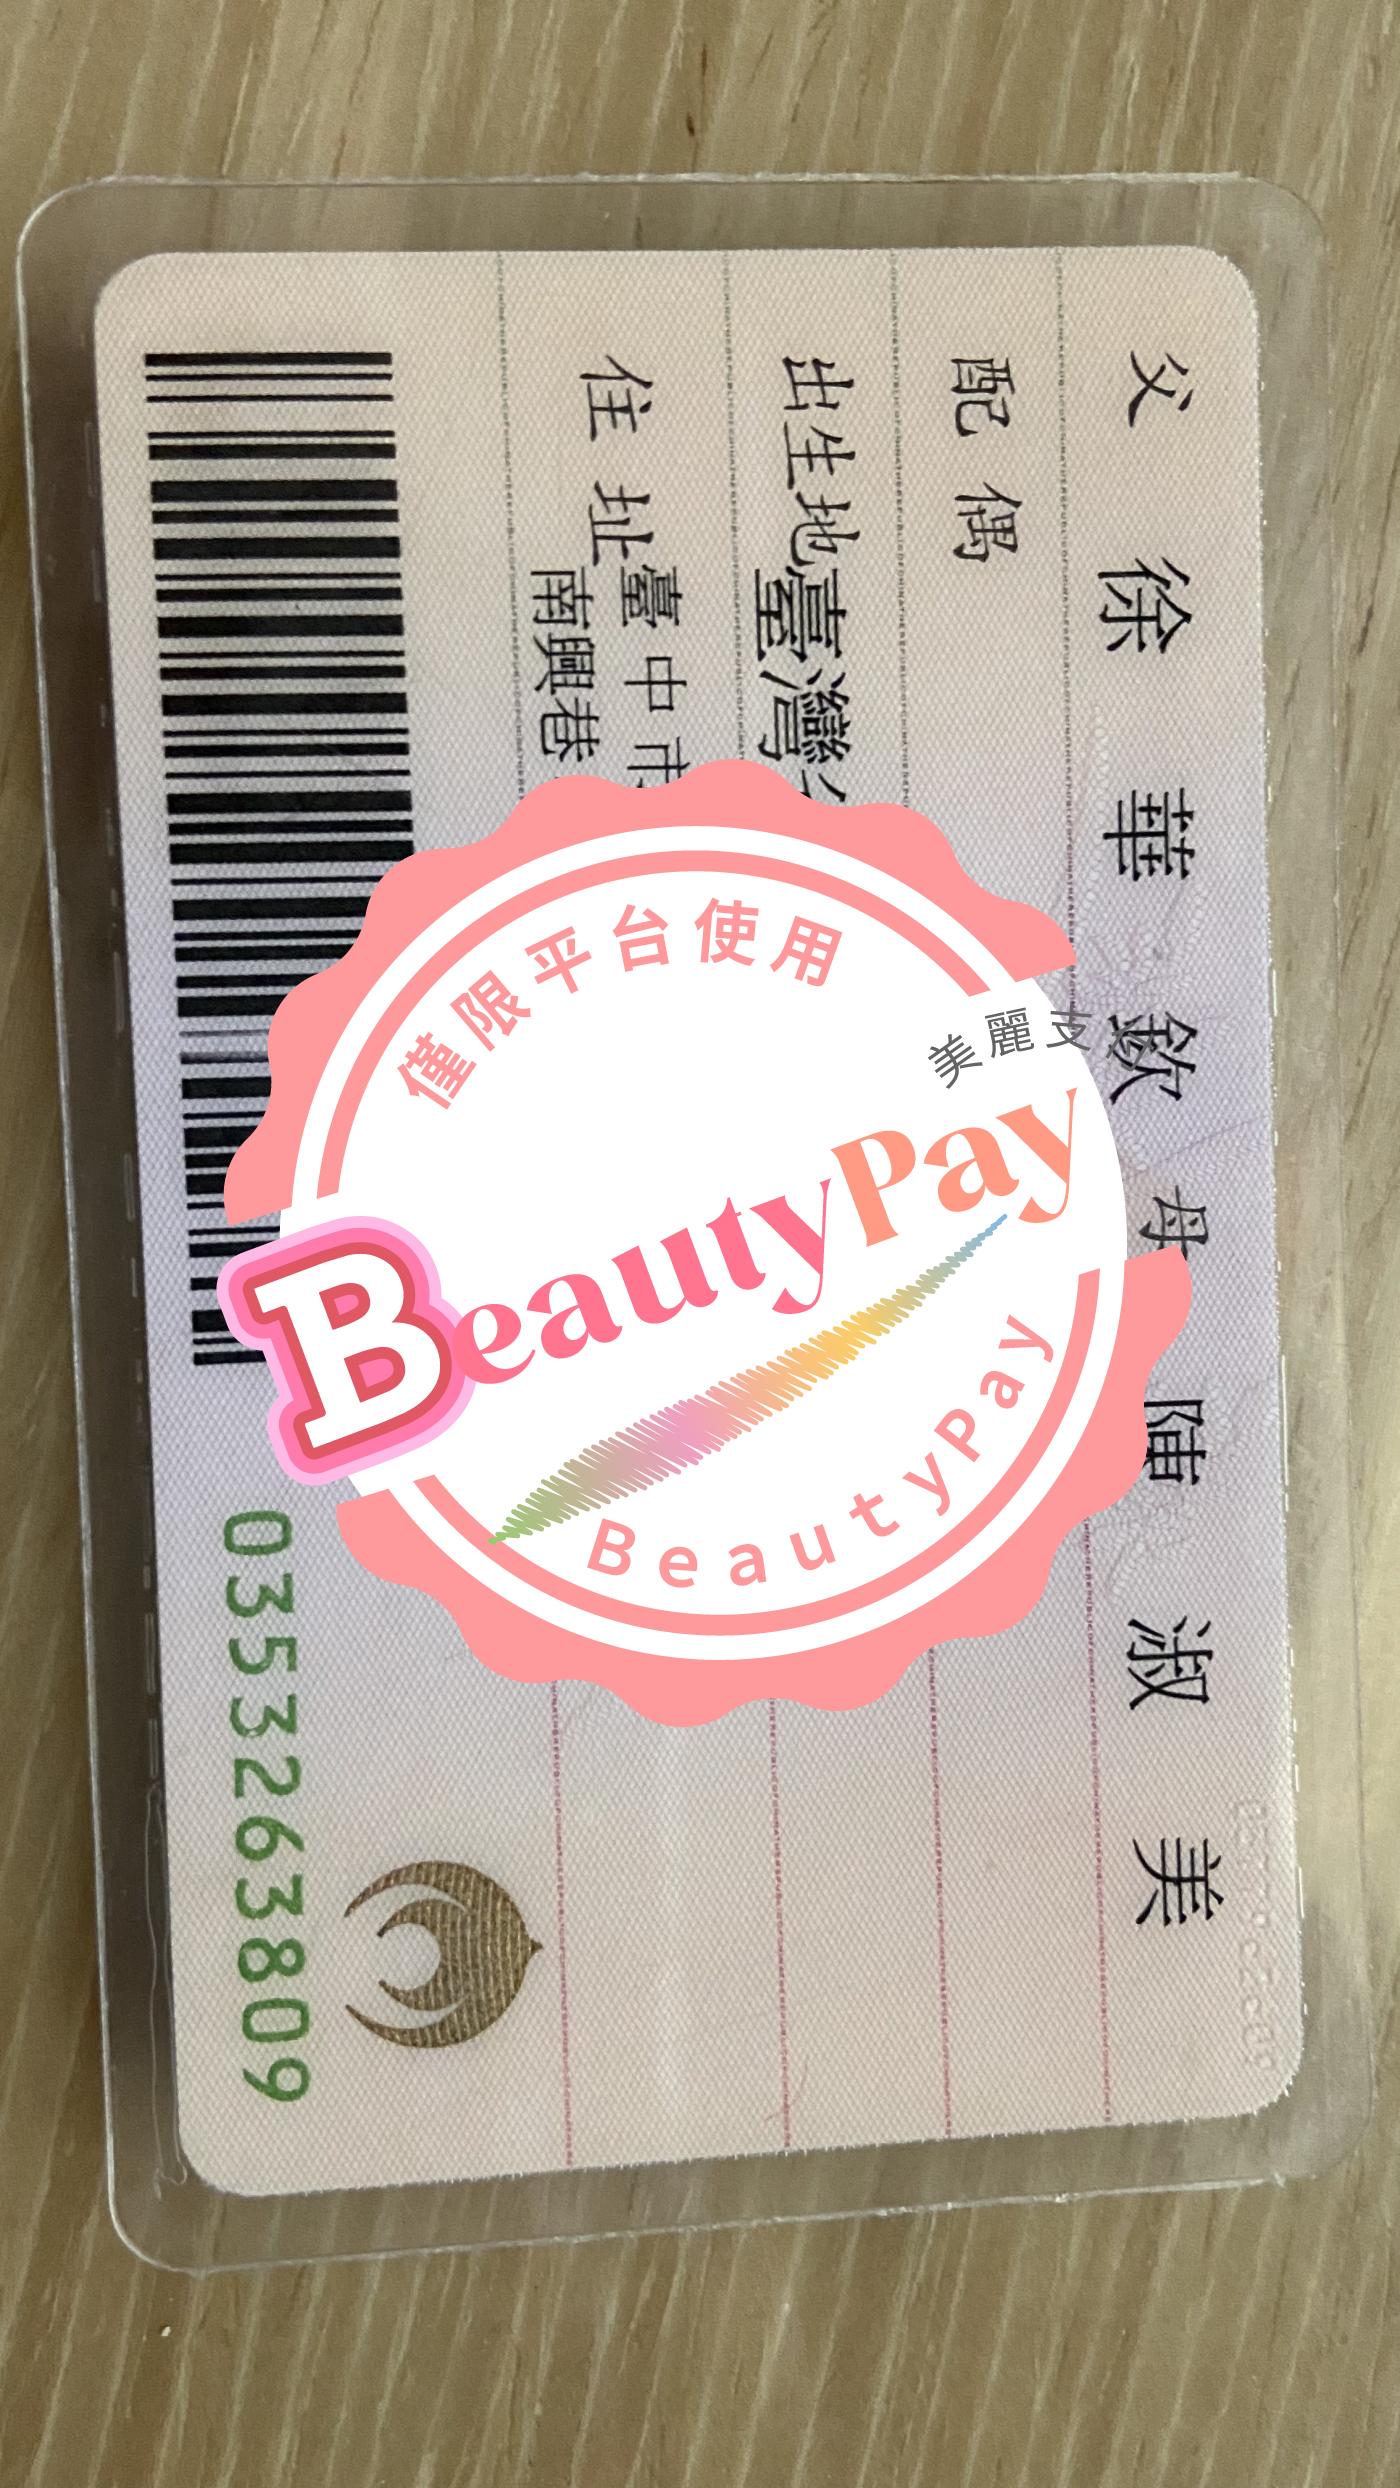 父 徐 華 欽 母 淑 美
配偶
出生地 臺灣
住址 臺中市
南興巷
0353263809
僅限平台使用
美麗支
BeautyPay
BeautyPay